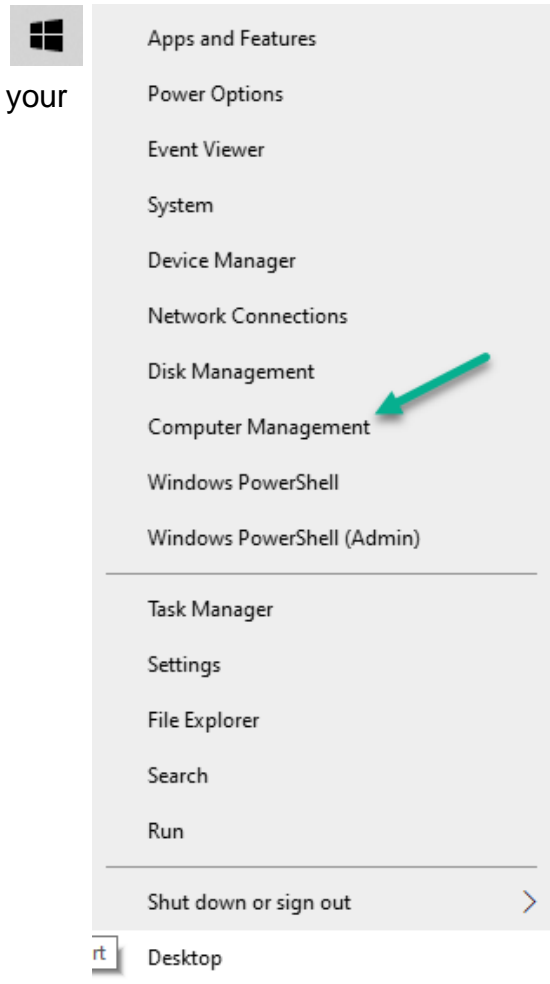 Apps and Features
your
Power Options
Event Viewer
System
Device Manager
Network Connections
Disk Management
Computer Management
Windows PowerShell
Windows PowerShell (Admin)
Task Manager
Settings
File Explorer
Search
Run
Shut down or sign out
rt
Desktop